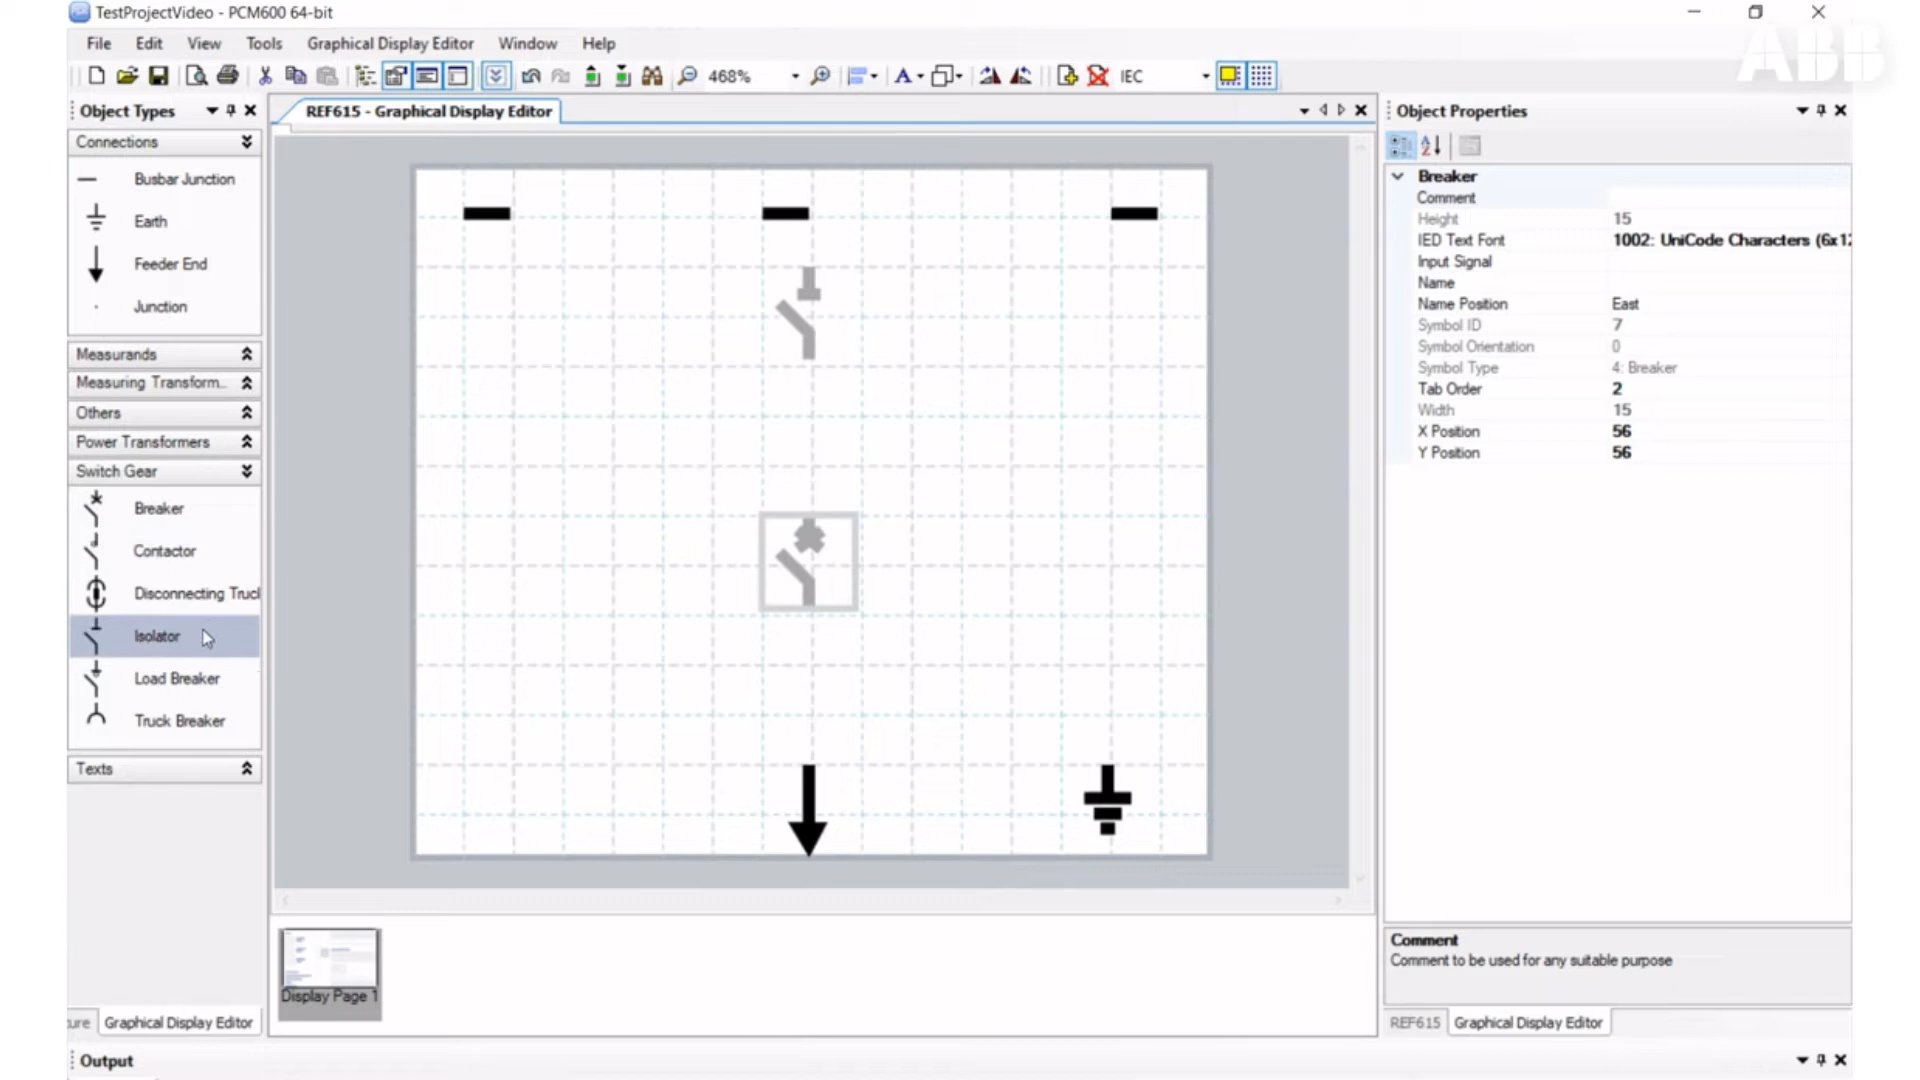 TestProjectVideo - PCM600 64-bit
File Edit View Tools Graphical Display Editor Window Help
ABB
468% A IEC
Object Types
REF615 - Graphical Display Editor
Object Properties
Connections
Busbar Junction
Earth
Feeder End
Junction
Measurands
Measuring Transform...
Others
Power Transformers
Switch Gear
Breaker
Contactor
Disconnecting Truck
Isolator
Load Breaker
Truck Breaker
Texts
Breaker
Comment
Height 15
IED Text Font 1002: UniCode Characters (6x12
Input Signal
Name
Name Position East
Symbol ID 7
Symbol Orientation 0
Symbol Type 4: Breaker
Tab Order 2
Width 15
X Position 56
Y Position 56
Display Page 1
Comment
Comment to be used for any suitable purpose
ure Graphical Display Editor
REF615 Graphical Display Editor
Output